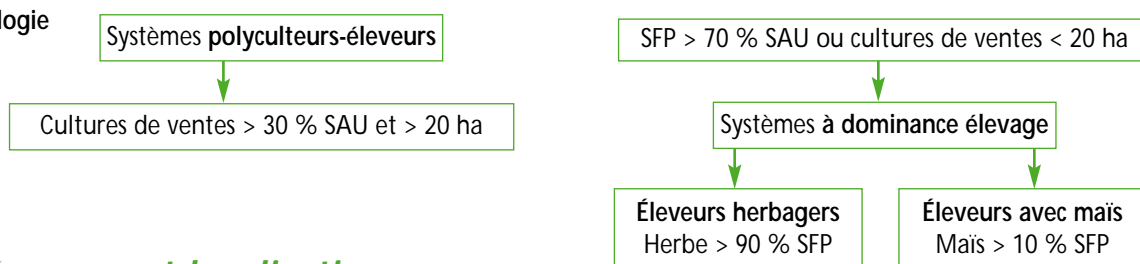 Systèmes polyculteurs-éleveurs
Cultures de ventes > 30 % SAU et > 20 ha
SFP > 70 % SAU ou cultures de ventes < 20 ha
Systèmes à dominance élevage
Éleveurs herbagers
Herbe > 90 % SFP
Éleveurs avec maïs
Maïs > 10 % SFP